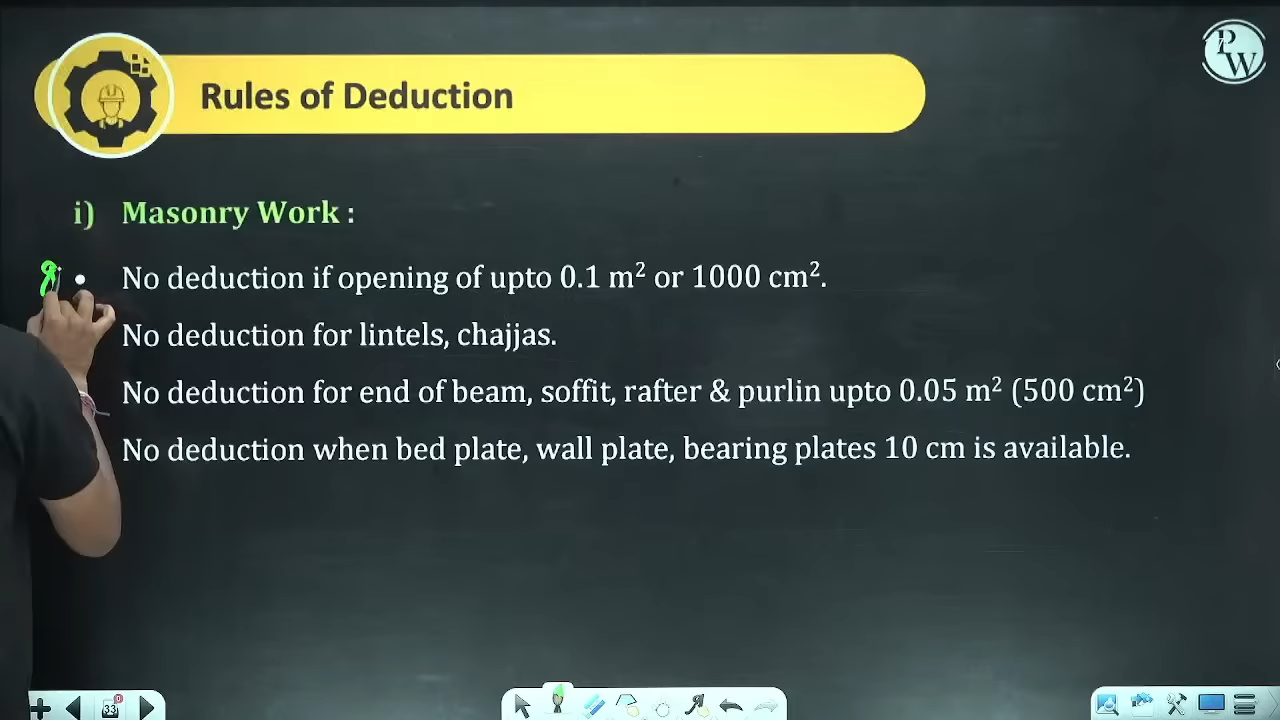 PW
Rules of Deduction
i) Masonry Work :
• No deduction if opening of upto 0.1 m² or 1000 cm².
No deduction for lintels, chajjas.
No deduction for end of beam, soffit, rafter & purlin upto 0.05 m² (500 cm²)
No deduction when bed plate, wall plate, bearing plates 10 cm is available.
33